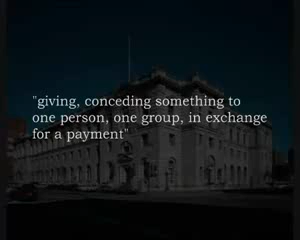 "giving, conceding something to
one person, one group, in exchange
for a payment"